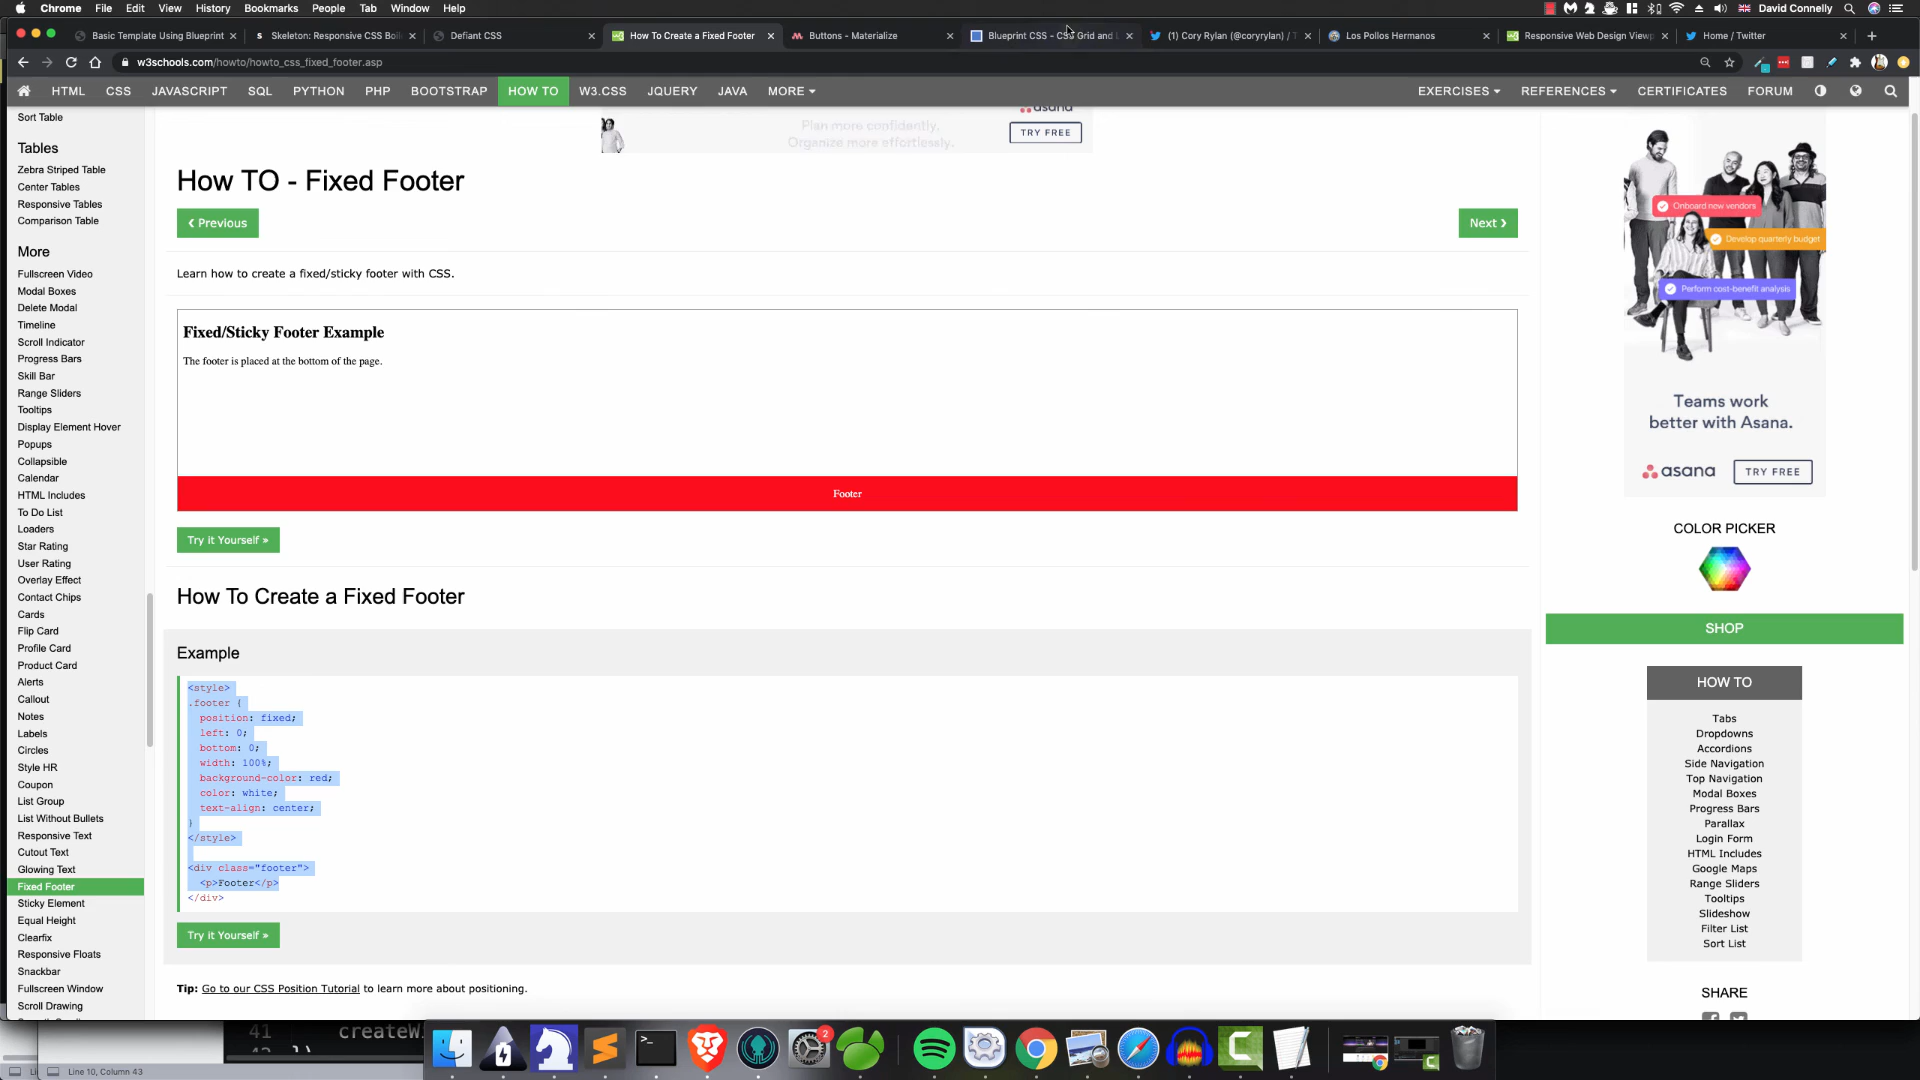 Chrome File Edit View History Bookmarks People Tab Window Help David Connelly
Basic Template Using Blueprint Skeleton: Responsive CSS Boil Defiant CSS How To Create a Fixed Footer Buttons - Materialize Blueprint CSS - CSS Grid and (1) Cory Rylan (@coryrylan) / T Los Pollos Hermanos Responsive Web Design Viewp Home / Twitter
w3schools.com/howto/howto_css_fixed_footer.asp
HTML CSS JAVASCRIPT SQL PYTHON PHP BOOTSTRAP HOW TO W3.CSS JQUERY JAVA MORE EXERCISES REFERENCES CERTIFICATES FORUM
Sort Table
Tables
Zebra Striped Table
Center Tables
Responsive Tables
Comparison Table
More
Fullscreen Video
Modal Boxes
Delete Modal
Timeline
Scroll Indicator
Progress Bars
Skill Bar
Range Sliders
Tooltips
Display Element Hover
Popups
Collapsible
Calendar
HTML Includes
To Do List
Loaders
Star Rating
User Rating
Overlay Effect
Contact Chips
Cards
Flip Card
Profile Card
Product Card
Alerts
Callout
Notes
Labels
Circles
Style HR
Coupon
List Group
List Without Bullets
Responsive Text
Cutout Text
Glowing Text
Fixed Footer
Sticky Element
Equal Height
Clearfix
Responsive Floats
Snackbar
Fullscreen Window
Scroll Drawing
asana
Plan more confidently,
Organize more effortlessly.
TRY FREE
How TO - Fixed Footer
❮ Previous
Next ❯
Learn how to create a fixed/sticky footer with CSS.
Fixed/Sticky Footer Example
The footer is placed at the bottom of the page.
Footer
Try it Yourself »
How To Create a Fixed Footer
Example
<style>
.footer {
position: fixed;
left: 0;
bottom: 0;
width: 100%;
background-color: red;
color: white;
text-align: center;
}
</style>
<div class="footer">
<p>Footer</p>
</div>
Try it Yourself »
Tip: Go to our CSS Position Tutorial to learn more about positioning.
Onboard new vendors
Develop quarterly budget
Perform cost-benefit analysis
Teams work
better with Asana.
asana TRY FREE
COLOR PICKER
SHOP
HOW TO
Tabs
Dropdowns
Accordions
Side Navigation
Top Navigation
Modal Boxes
Progress Bars
Parallax
Login Form
HTML Includes
Google Maps
Range Sliders
Tooltips
Slideshow
Filter List
Sort List
SHARE
41 createW
2
Line 10, Column 43